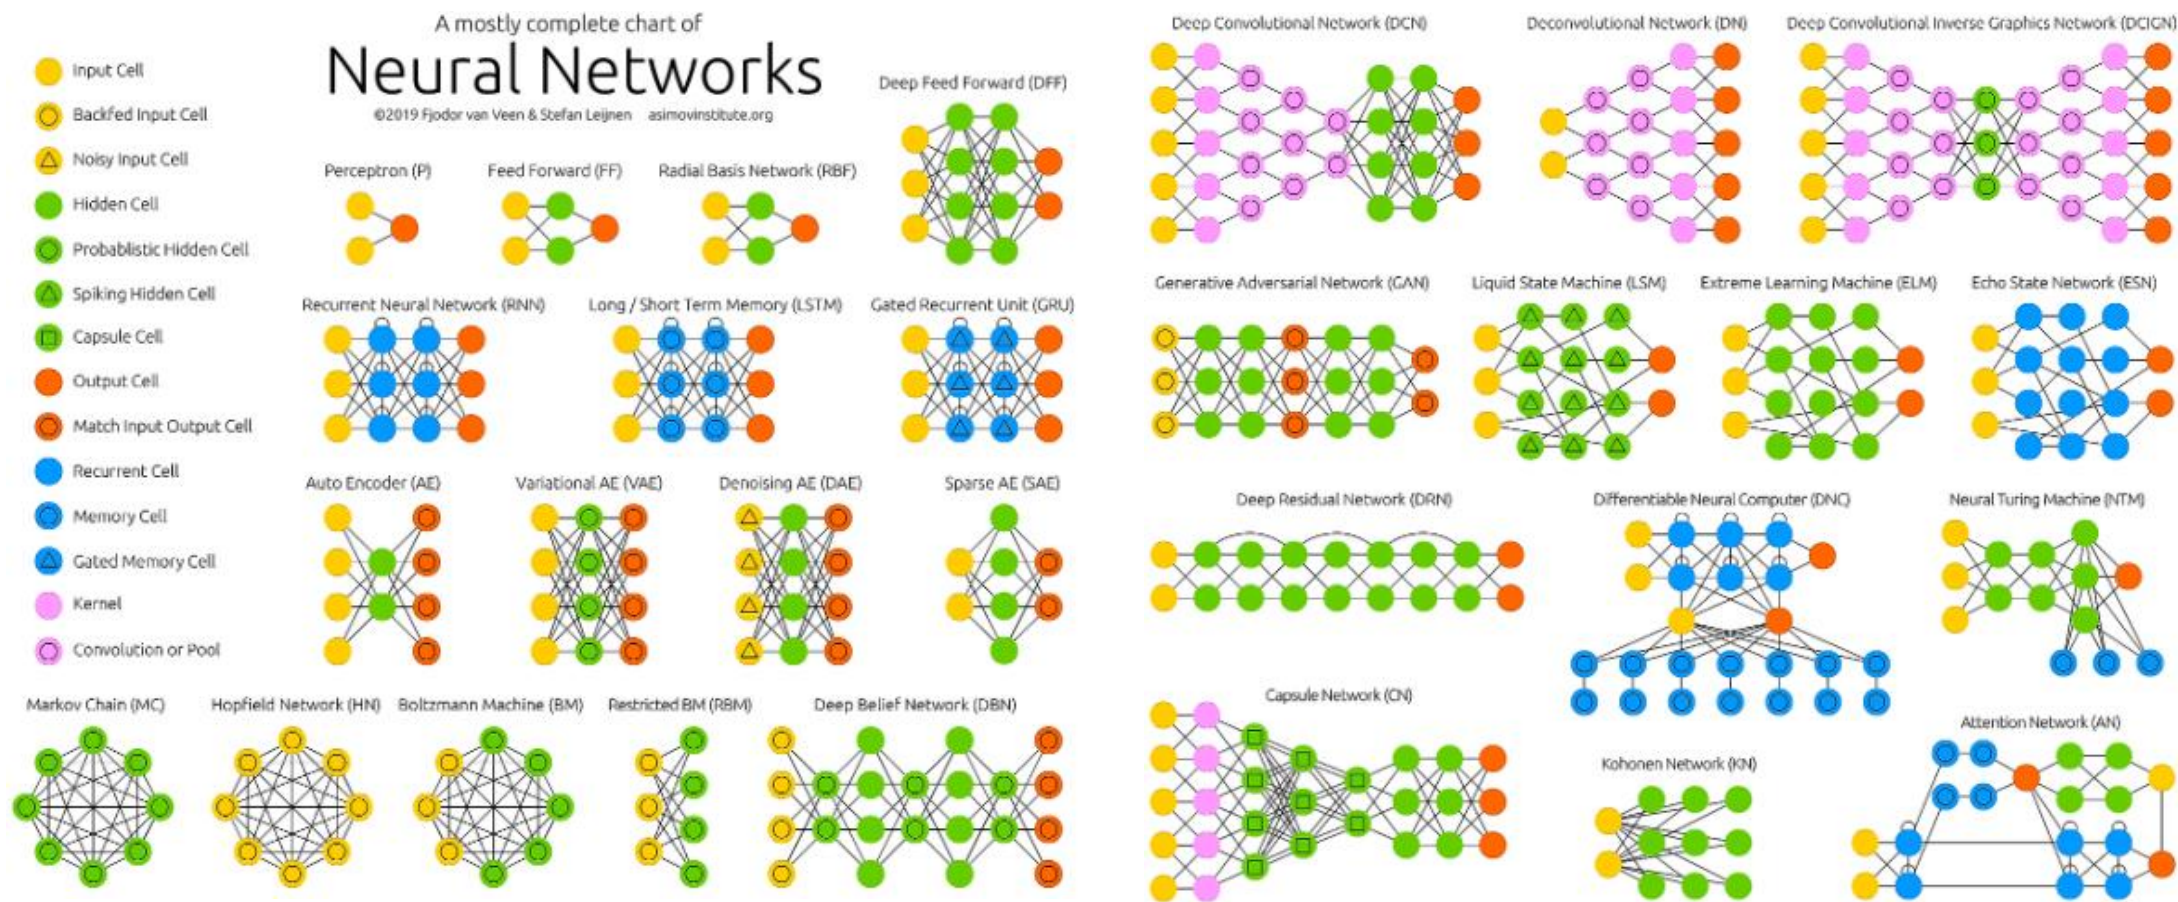 A mostly complete chart of
Neural Networks
©2019 Fjodor van Veen & Stefan Leijnen asimovinstitute.org
Input Cell
Backfed Input Cell
Noisy Input Cell
Hidden Cell
Probablistic Hidden Cell
Spiking Hidden Cell
Capsule Cell
Output Cell
Match Input Output Cell
Recurrent Cell
Memory Cell
Gated Memory Cell
Kernel
Convolution or Pool
Deep Feed Forward (DFF)
Perceptron (P)
Feed Forward (FF)
Radial Basis Network (RBF)
Recurrent Neural Network (RNN)
Long / Short Term Memory (LSTM)
Gated Recurrent Unit (GRU)
Auto Encoder (AE)
Variational AE (VAE)
Denoising AE (DAE)
Sparse AE (SAE)
Markov Chain (MC)
Hopfield Network (HN)
Boltzmann Machine (BM)
Restricted BM (RBM)
Deep Belief Network (DBN)
Deep Convolutional Network (DCN)
Deconvolutional Network (DN)
Deep Convolutional Inverse Graphics Network (DCIGN)
Generative Adversarial Network (GAN)
Liquid State Machine (LSM)
Extreme Learning Machine (ELM)
Echo State Network (ESN)
Deep Residual Network (DRN)
Differentiable Neural Computer (DNC)
Neural Turing Machine (NTM)
Capsule Network (CN)
Kohonen Network (KN)
Attention Network (AN)